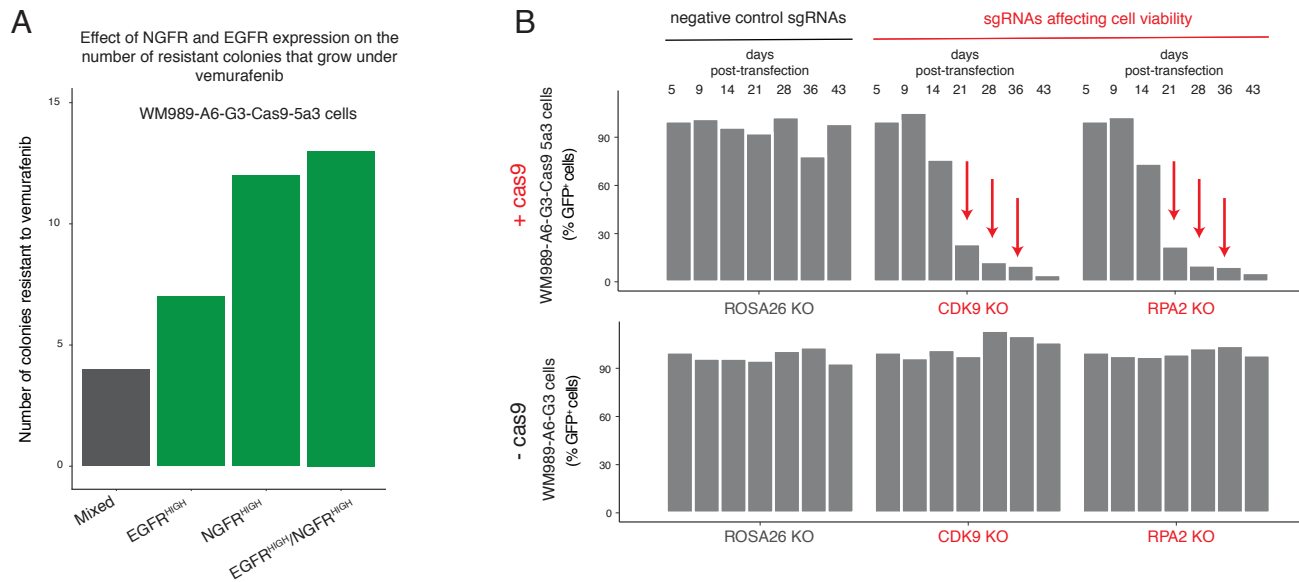 A
Effect of NGFR and EGFR expression on the
number of resistant colonies that grow under
vemurafenib
WM989-A6-G3-Cas9-5a3 cells
Number of colonies resistant to vemurafenib
15
10
5
0
Mixed
EGFRHIGH
NGFRHIGH
EGFRHIGH/NGFRHIGH
B
negative control sgRNAs
sgRNAs affecting cell viability
days
post-transfection
5 9 14 21 28 36 43
days
post-transfection
5 9 14 21 28 36 43
days
post-transfection
5 9 14 21 28 36 43
+ cas9
WM989-A6-G3-Cas9 5a3 cells
(% GFP+ cells)
90
60
30
0
ROSA26 KO
CDK9 KO
RPA2 KO
- cas9
WM989-A6-G3 cells
(% GFP+ cells)
90
60
30
0
ROSA26 KO
CDK9 KO
RPA2 KO